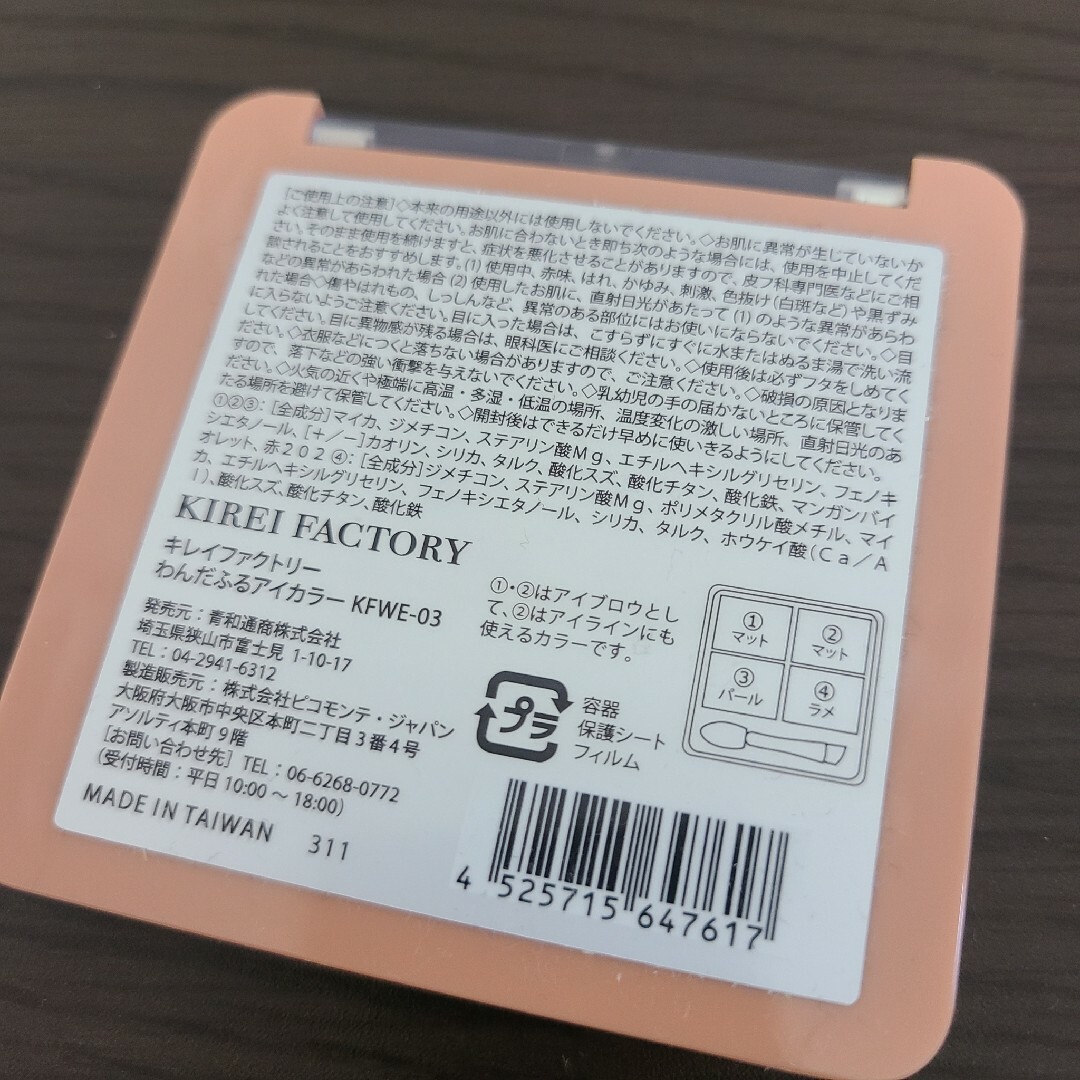 [ご使用上の注意]◇本来の用途以外には使用しないでください。◇お肌に異常が生じていないか
よく注意して使用してください。お肌に合わないとき即ち次のような場合には、使用を中止してくだ
さい。そのまま使用を続けますと、症状を悪化させることがありますので、皮フ科専門医などにご相
談されることをおすすめします。(1) 使用中、赤味、はれ、かゆみ、刺激、色抜け(白斑など)や黒ずみ
などの異常があらわれた場合 (2) 使用したお肌に、直射日光があたって (1) のような異常があらわ
れた場合◇傷やはれもの、しっしんなど、異常のある部位にはお使いにならないでください。◇目
に入らないようご注意ください。目に入った場合は、こすらずにすぐに水またはぬるま湯で洗い流
してください。目に異物感が残る場合は、眼科医にご相談ください。◇使用後は必ずフタをしめてく
ださい。◇衣服などにつくと落ちない場合がありますので、ご注意ください。◇破損の原因となりま
すので、落下などの強い衝撃を与えないでください。◇乳幼児の手の届かないところに保管してく
ださい。◇火気の近くや極端に高温・多湿・低温の場所、温度変化の激しい場所、直射日光のあ
たる場所を避けて保管してください。◇開封後はできるだけ早めに使いきるようにしてください。
①②③:[全成分]マイカ、ジメチコン、ステアリン酸Mg、エチルヘキシルグリセリン、フェノキ
シエタノール、[+/−]カオリン、シリカ、タルク、酸化スズ、酸化チタン、酸化鉄、マンガンバイ
オレット、赤202 ④:[全成分]ジメチコン、ステアリン酸Mg、ポリメタクリル酸メチル、マイ
カ、エチルヘキシルグリセリン、フェノキシエタノール、シリカ、タルク、ホウケイ酸(Ca/A
l)、酸化スズ、酸化チタン、酸化鉄
KIREI FACTORY
キレイファクトリー
わんだふるアイカラー KFWE-03
発売元:青和通商株式会社
埼玉県狭山市富士見 1-10-17
TEL:04-2941-6312
製造販売元:株式会社ピコモンテ・ジャパン
大阪府大阪市中央区本町二丁目3番4号
アソルティ本町9階
[お問い合わせ先] TEL:06-6268-0772
(受付時間:平日 10:00 ~ 18:00)
MADE IN TAIWAN 311
①・②はアイブロウとし
て、②はアイラインにも
使えるカラーです。
①
マット
②
マット
③
パール
④
ラメ
プラ
容器
保護シート
フィルム
4 525715 647617